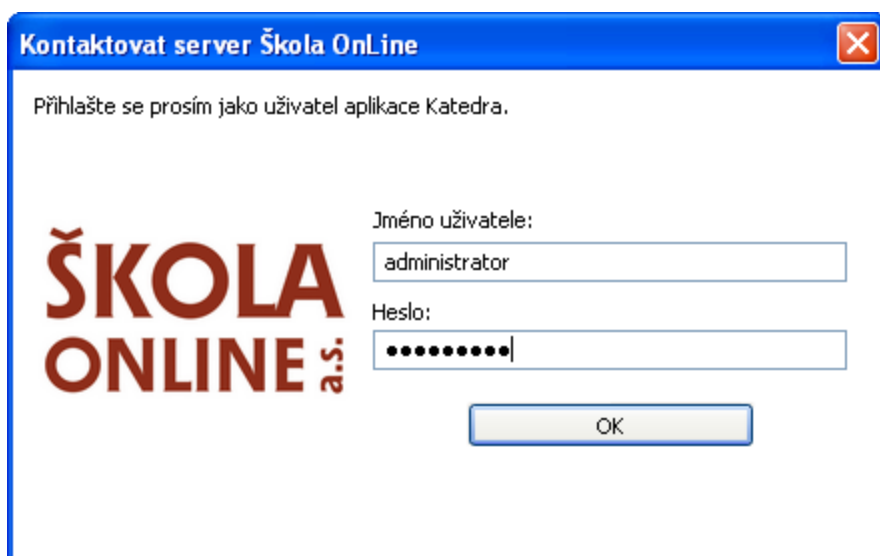 Kontaktovat server Škola OnLine
Přihlašte se prosím jako uživatel aplikace Katedra.
Jméno uživatele:
administrator
Heslo:
●●●●●●●●●
ŠKOLA
ONLINE a.s.
OK